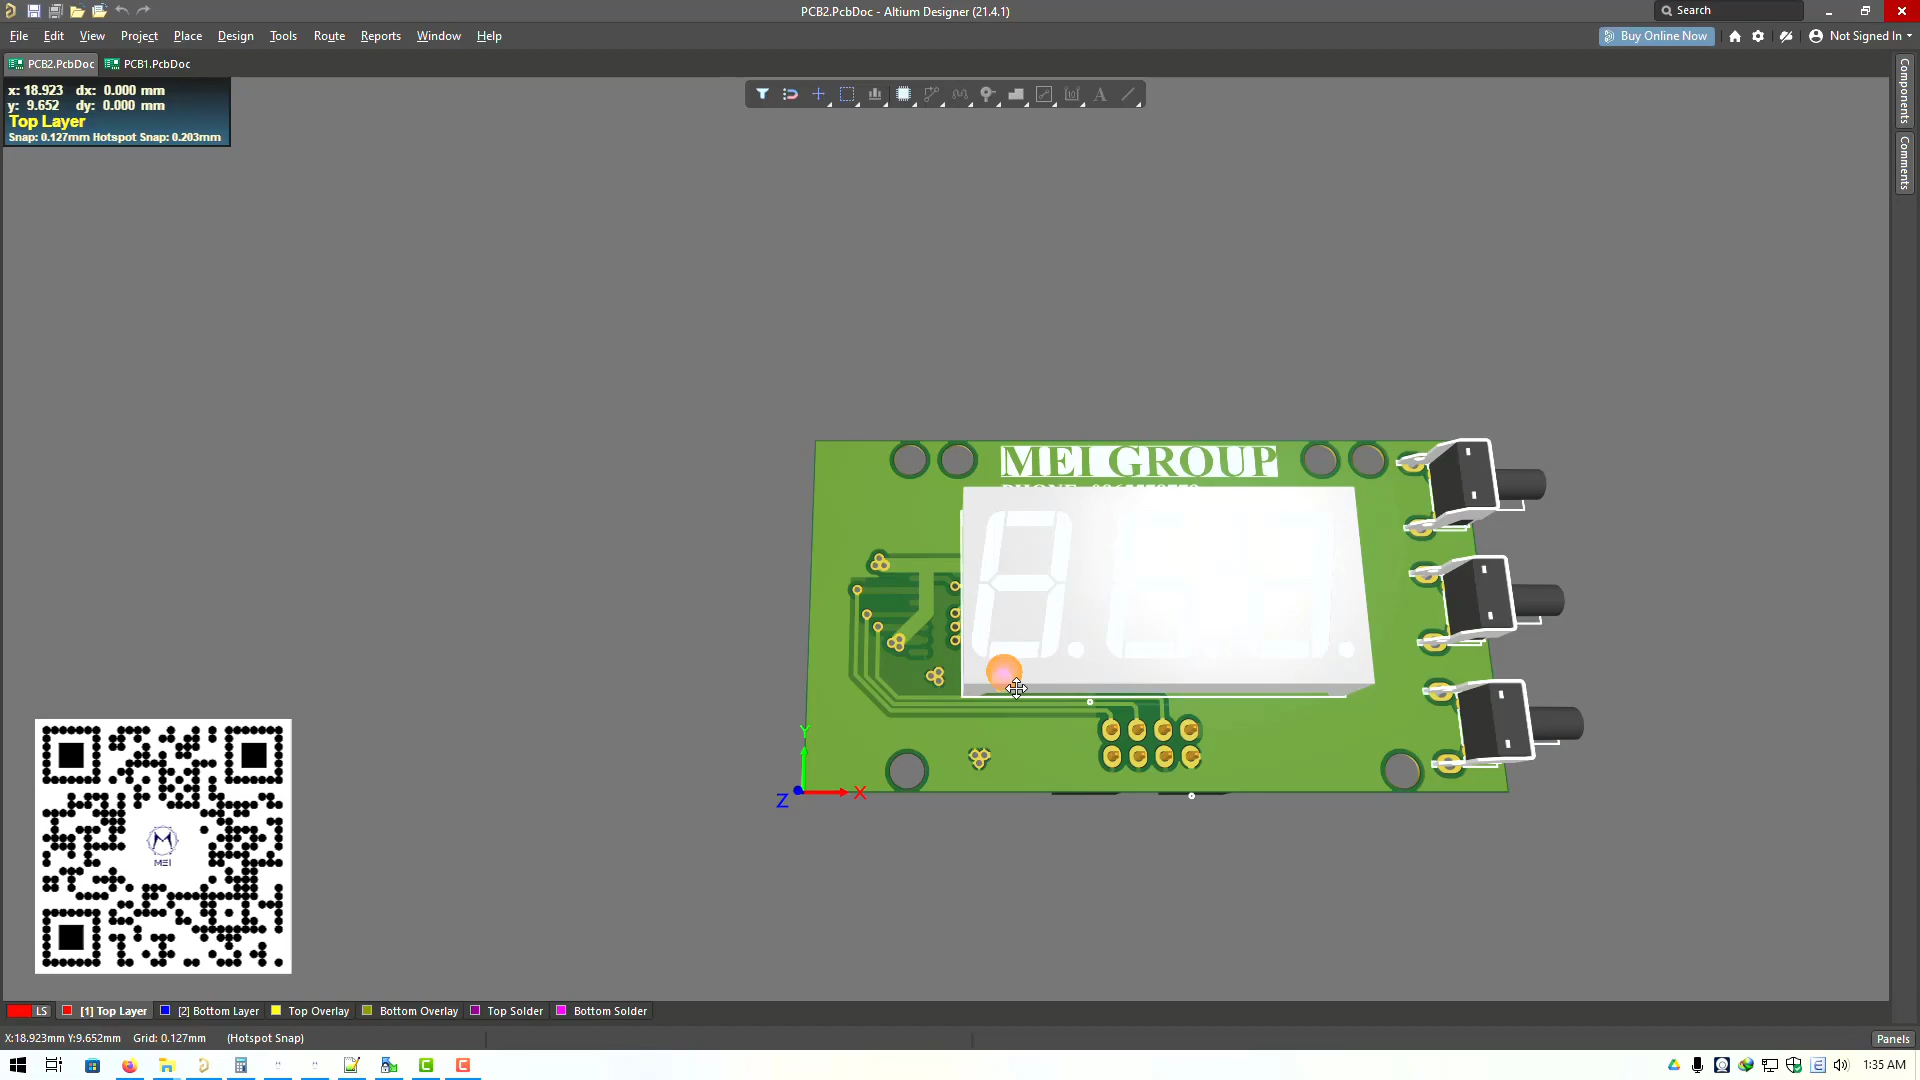 PCB2.PcbDoc - Altium Designer (21.4.1)
Search
File Edit View Project Place Design Tools Route Reports Window Help
Buy Online Now
Not Signed In
PCB2.PcbDoc
PCB1.PcbDoc
x: 18.923 dx: 0.000 mm
y: 9.652 dy: 0.000 mm
Top Layer
Snap: 0.127mm Hotspot Snap: 0.203mm
Components
Comments
MEI GROUP
Y
Z
X
MEI
LS
[1] Top Layer
[2] Bottom Layer
Top Overlay
Bottom Overlay
Top Solder
Bottom Solder
X:18.923mm Y:9.652mm Grid: 0.127mm (Hotspot Snap)
Panels
1:35 AM